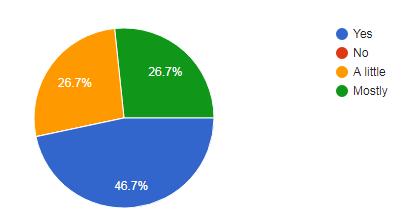 Yes
No
A little
Mostly
26.7%
26.7%
46.7%